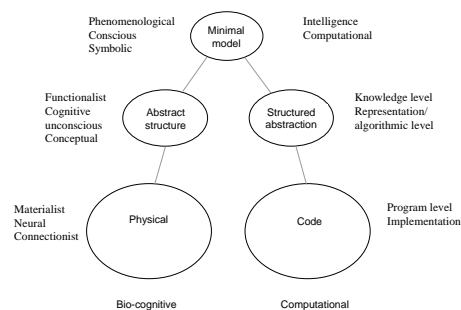 Phenomenological
Conscious
Symbolic
Minimal
model
Intelligence
Computational
Functionalist
Cognitive
unconscious
Conceptual
Abstract
structure
Structured
abstraction
Knowledge level
Representation/
algorithmic level
Materialist
Neural
Connectionist
Physical
Code
Program level
Implementation
Bio-cognitive
Computational